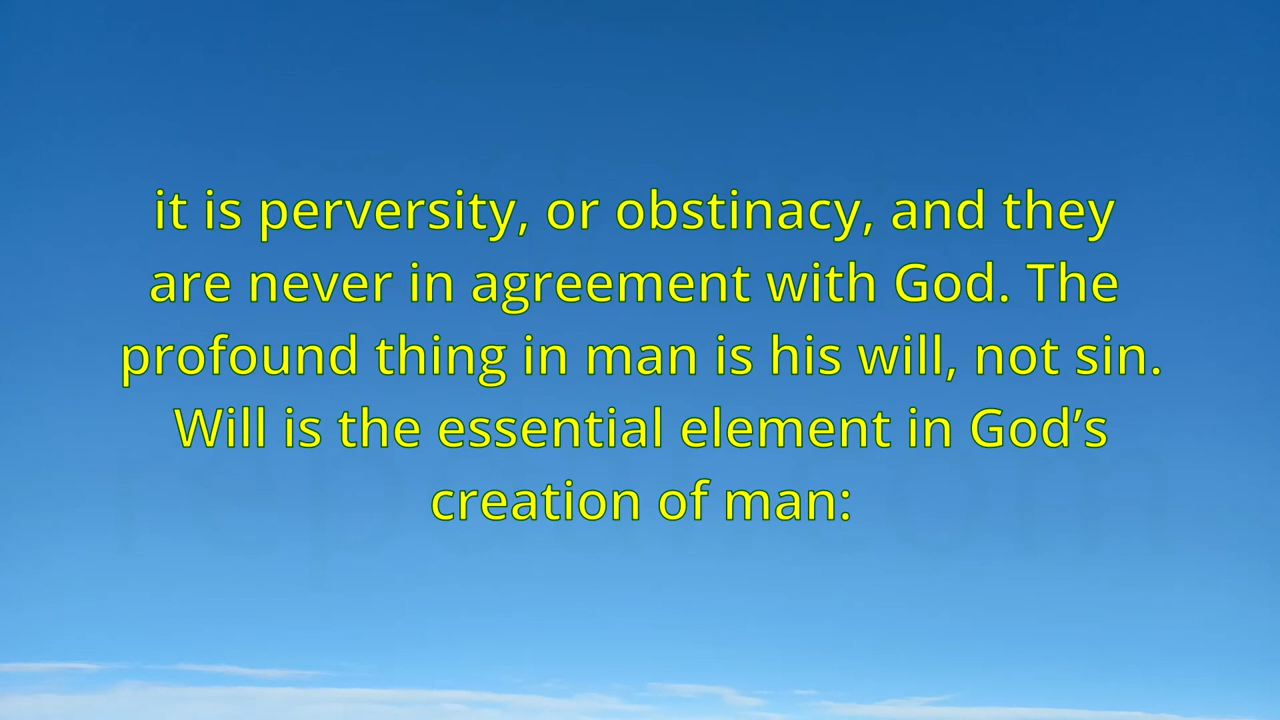 it is perversity, or obstinacy, and they
are never in agreement with God. The
profound thing in man is his will, not sin.
Will is the essential element in God’s
creation of man: